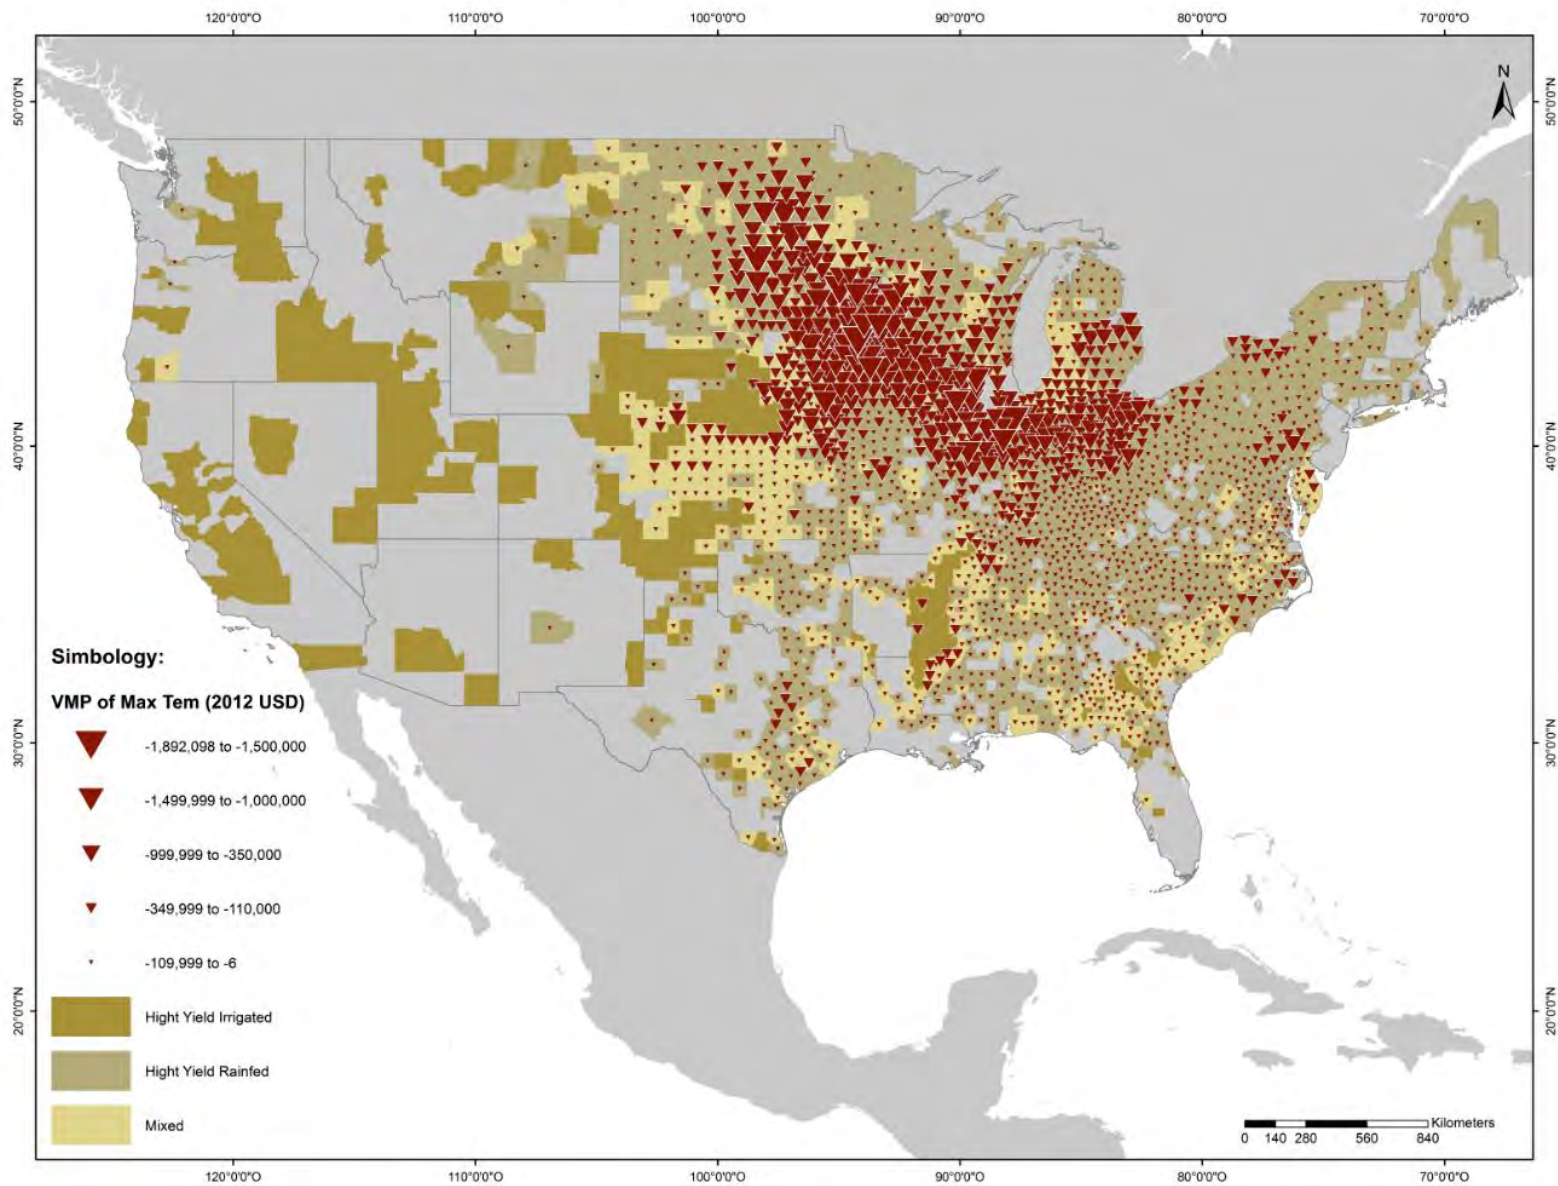 120°0'0"O 110°0'0"O 100°0'0"O 90°0'0"O 80°0'0"O 70°0'0"O
N
50°0'0"N 50°0'0"N
40°0'0"N 40°0'0"N
30°0'0"N 30°0'0"N
20°0'0"N 20°0'0"N
Simbology:
VMP of Max Tem (2012 USD)
-1,892,098 to -1,500,000
-1,499,999 to -1,000,000
-999,999 to -350,000
-349,999 to -110,000
-109,999 to -6
Hight Yield Irrigated
Hight Yield Rainfed
Mixed
Kilometers
0 140 280 560 840
120°0'0"O 110°0'0"O 100°0'0"O 90°0'0"O 80°0'0"O 70°0'0"O